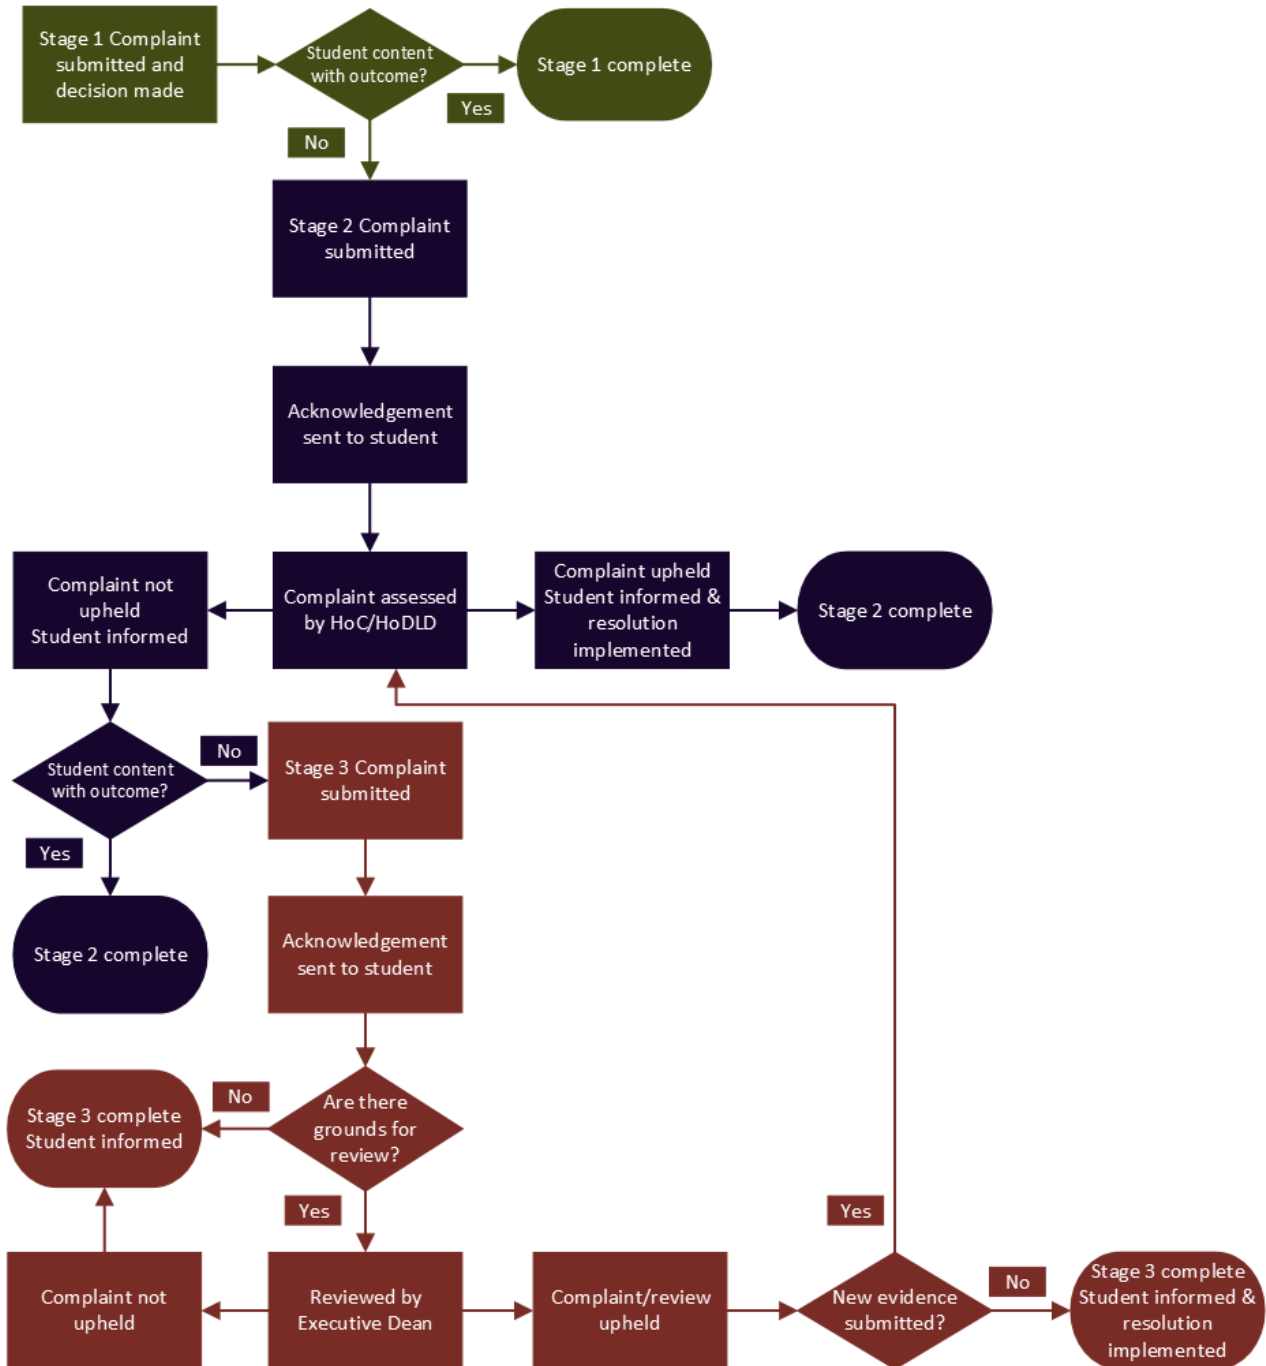 Stage 1 Complaint
submitted and
decision made
Student content
with outcome?
Stage 1 complete
Yes
No
Stage 2 Complaint
submitted
Acknowledgement
sent to student
Complaint not
upheld
Student informed
Complaint assessed
by HoC/HoDLD
Complaint upheld
Student informed &
resolution
implemented
Stage 2 complete
Student content
with outcome?
No
Stage 3 Complaint
submitted
Yes
Stage 2 complete
Acknowledgement
sent to student
Stage 3 complete
Student informed
No
Are there
grounds for
review?
Yes
Yes
Complaint not
upheld
Reviewed by
Executive Dean
Complaint/review
upheld
New evidence
submitted?
No
Stage 3 complete
Student informed &
resolution
implemented